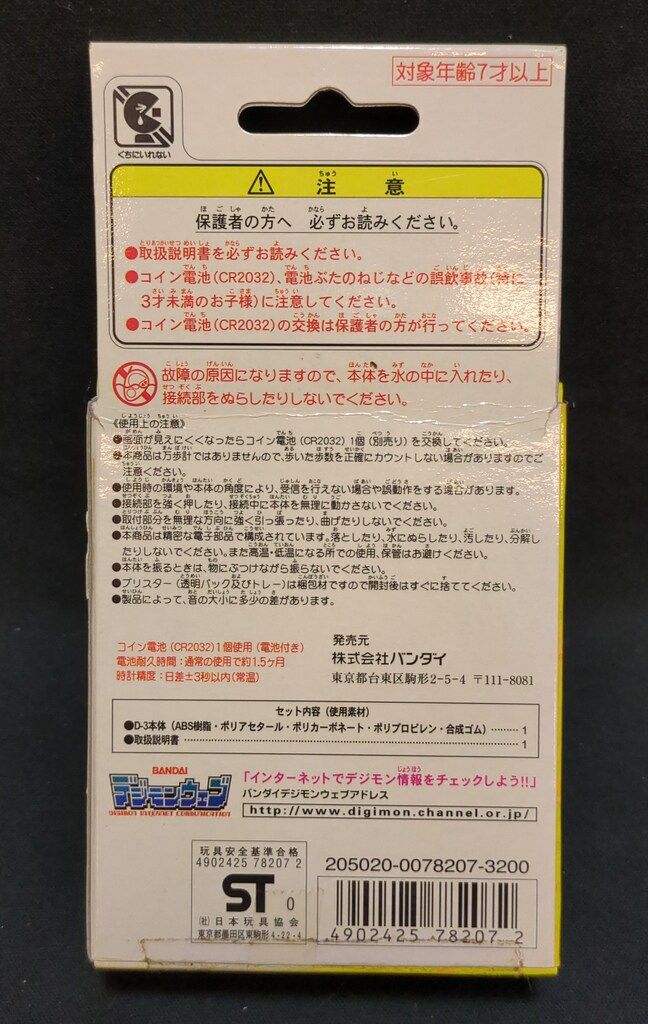 対象年齢7才以上
くちにいれない
注意
保護者の方へ 必ずお読みください。
●取扱説明書を必ずお読みください。
●コイン電池(CR2032)、電池ぶたのねじなどの誤飲事故(特に
3才未満のお子様)に注意してください。
●コイン電池(CR2032)の交換は保護者の方が行ってください。
故障の原因になりますので、本体を水の中に入れたり、
接続部をぬらしたりしないでください。
《使用上の注意》
●画面が見えにくくなったらコイン電池(CR2032)1個(別売り)を交換してください。
●本商品は万歩計ではありませんので、歩いた歩数を正確にカウントしない場合がありますのでご
注意ください。
●使用時の環境や本体の角度により、受信を行えない場合や誤動作をする場合があります。
●接続部を強く押したり、接続中に本体を無理に動かさないでください。
●取付部分を無理な方向に強く引っ張ったり、曲げたりしないでください。
●本商品は精密な電子部品で構成されています。落としたり、水にぬらしたり、汚したり、分解し
たりしないでください。また高温・低温になる所での使用、保管はお避けください。
●本体を振るときは、物にぶつけながら振らないでください。
●ブリスター(透明パック及びトレー)は梱包材ですので開封後はすぐに捨ててください。
●製品によって、音の大小に多少の差があります。
コイン電池(CR2032)1個使用(電池付き)
電池耐久時間:通常の使用で約1.5ヶ月
時計精度:日差±3秒以内(常温)
発売元
株式会社バンダイ
東京都台東区駒形2-5-4 〒111-8081
セット内容(使用素材)
●D-3本体(ABS樹脂・ポリアセタール・ポリカーボネート・ポリプロピレン・合成ゴム)………1
●取扱説明書………1
BANDAI
デジモンウェブ
DIGIMON INTERNET COMMUNICATION
「インターネットでデジモン情報をチェックしよう!!」
バンダイデジモンウェブアドレス
http://www.digimon.channel.or.jp/
玩具安全基準合格
4902425 78207 2
ST 0
(社)日本玩具協会
東京都墨田区東駒形4-22-4
205020-0078207-3200
4902425 78207 2